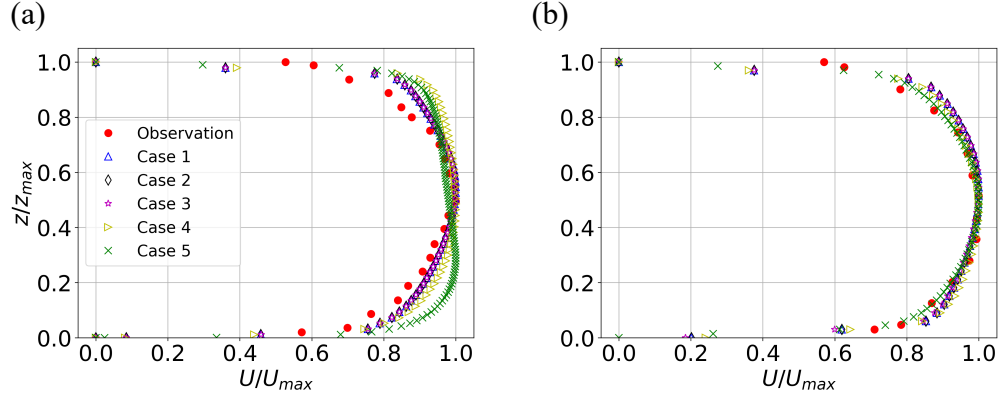 (a)
(b)
1.0
0.8
0.6
0.4
0.2
0.0
z/z_max
Observation
Case 1
Case 2
Case 3
Case 4
Case 5
0.0 0.2 0.4 0.6 0.8 1.0
U/U_max
1.0
0.8
0.6
0.4
0.2
0.0
0.0 0.2 0.4 0.6 0.8 1.0
U/U_max